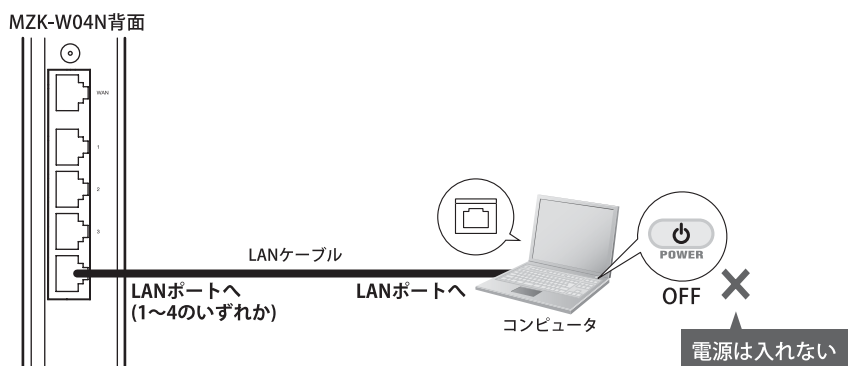 MZK-W04N背面
WAN
1
2
3
LANケーブル
LANポートへ
(1～4のいずれか)
LANポートへ
コンピュータ
POWER
OFF
電源は入れない